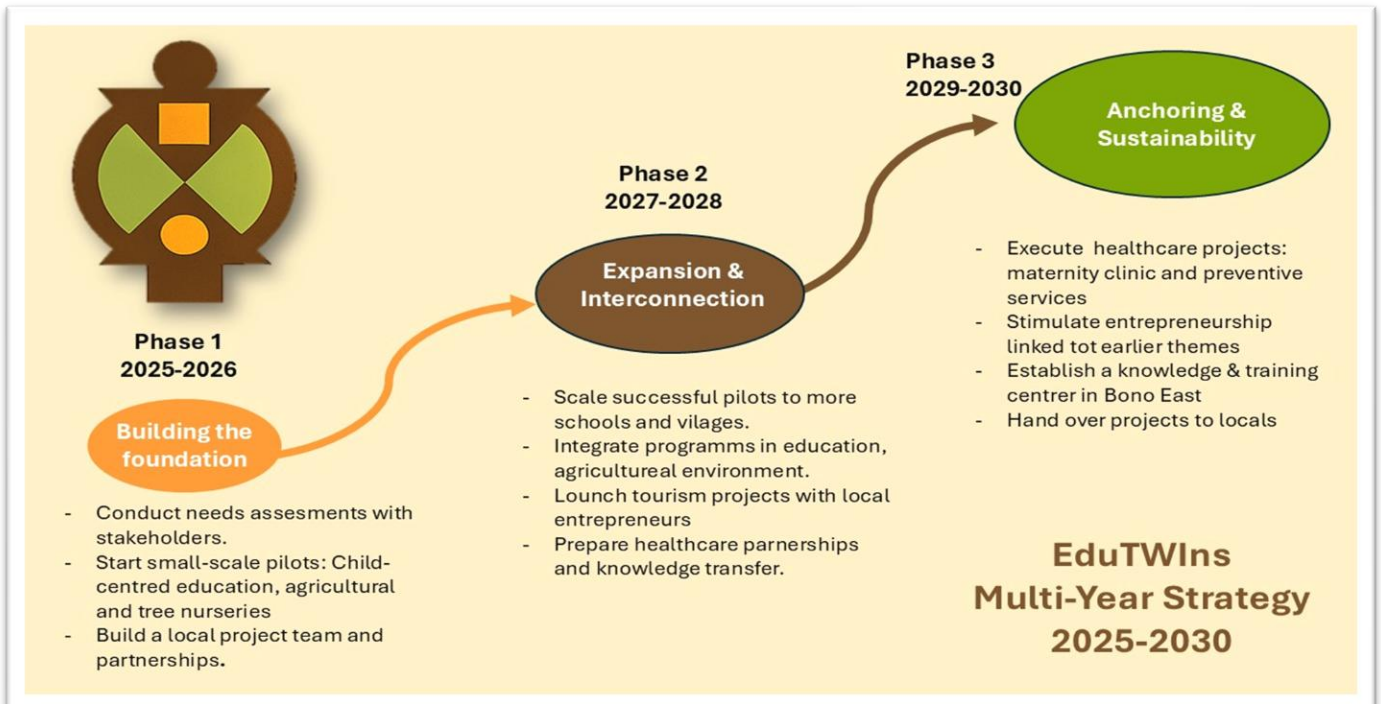 Phase 1
2025-2026
Building the
foundation
- Conduct needs assesments with
stakeholders.
- Start small-scale pilots: Child-
centred education, agricultural
and tree nurseries
- Build a local project team and
partnerships.
Phase 2
2027-2028
Expansion &
Interconnection
- Scale successful pilots to more
schools and vilages.
- Integrate programms in education,
agricultureal environment.
- Lounch tourism projects with local
entrepreneurs
- Prepare healthcare parnerships
and knowledge transfer.
Phase 3
2029-2030
Anchoring &
Sustainability
- Execute healthcare projects:
maternity clinic and preventive
services
- Stimulate entrepreneurship
linked tot earlier themes
- Establish a knowledge & training
centrer in Bono East
- Hand over projects to locals
EduTWIns
Multi-Year Strategy
2025-2030